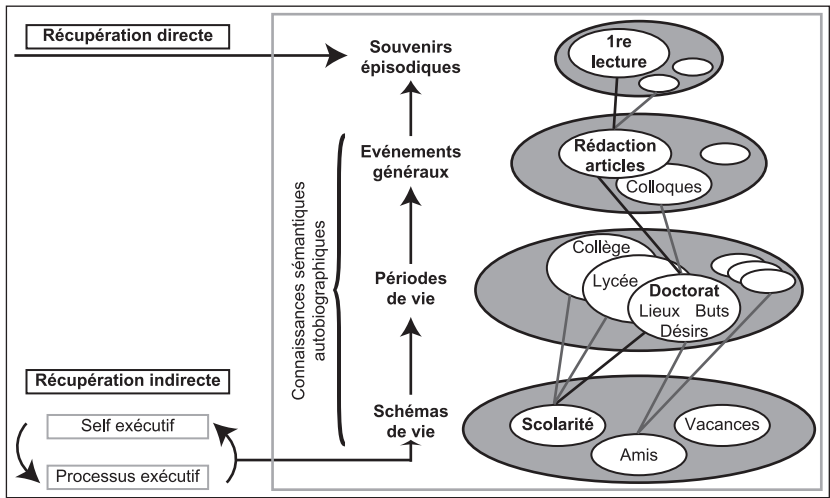 Récupération directe
Souvenirs
épisodiques
1re
lecture
Evénements
généraux
Rédaction
articles
Colloques
Connaissances sémantiques
autobiographiques
Périodes
de vie
Collège
Lycée
Doctorat
Lieux Buts
Désirs
Récupération indirecte
Self exécutif
Processus exécutif
Schémas
de vie
Scolarité
Amis
Vacances